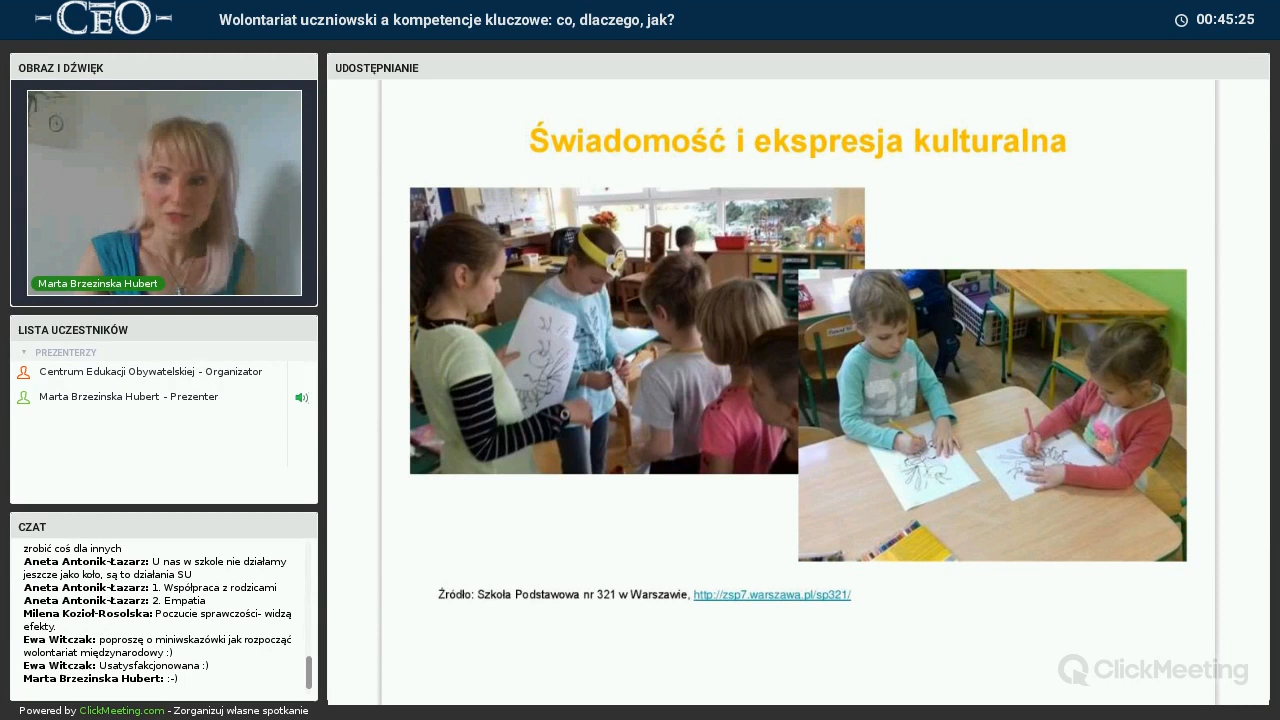 CEO
Wolontariat uczniowski a kompetencje kluczowe: co, dlaczego, jak?
00:45:25
OBRAZ I DŹWIĘK
Marta Brzezinska Hubert
LISTA UCZESTNIKÓW
PREZENTERZY
Centrum Edukacji Obywatelskiej - Organizator
Marta Brzezinska Hubert - Prezenter
CZAT
zrobić coś dla innych
Aneta Antonik-Łazarz: U nas w szkole nie działamy
jeszcze jako koło, są to działania SU
Aneta Antonik-Łazarz: 1. Współpraca z rodzicami
Aneta Antonik-Łazarz: 2. Empatia
Milena Kozioł-Rosolska: Poczucie sprawczości- widzą
efekty.
Ewa Witczak: poproszę o miniwskazówki jak rozpocząć
wolontariat międzynarodowy :)
Ewa Witczak: Usatysfakcjonowana :)
Marta Brzezinska Hubert: :-)
Powered by ClickMeeting.com - Zorganizuj własne spotkanie
UDOSTĘPNIANIE
Świadomość i ekspresja kulturalna
Źródło: Szkoła Podstawowa nr 321 w Warszawie, http://zsp7.warszawa.pl/sp321/
ClickMeeting